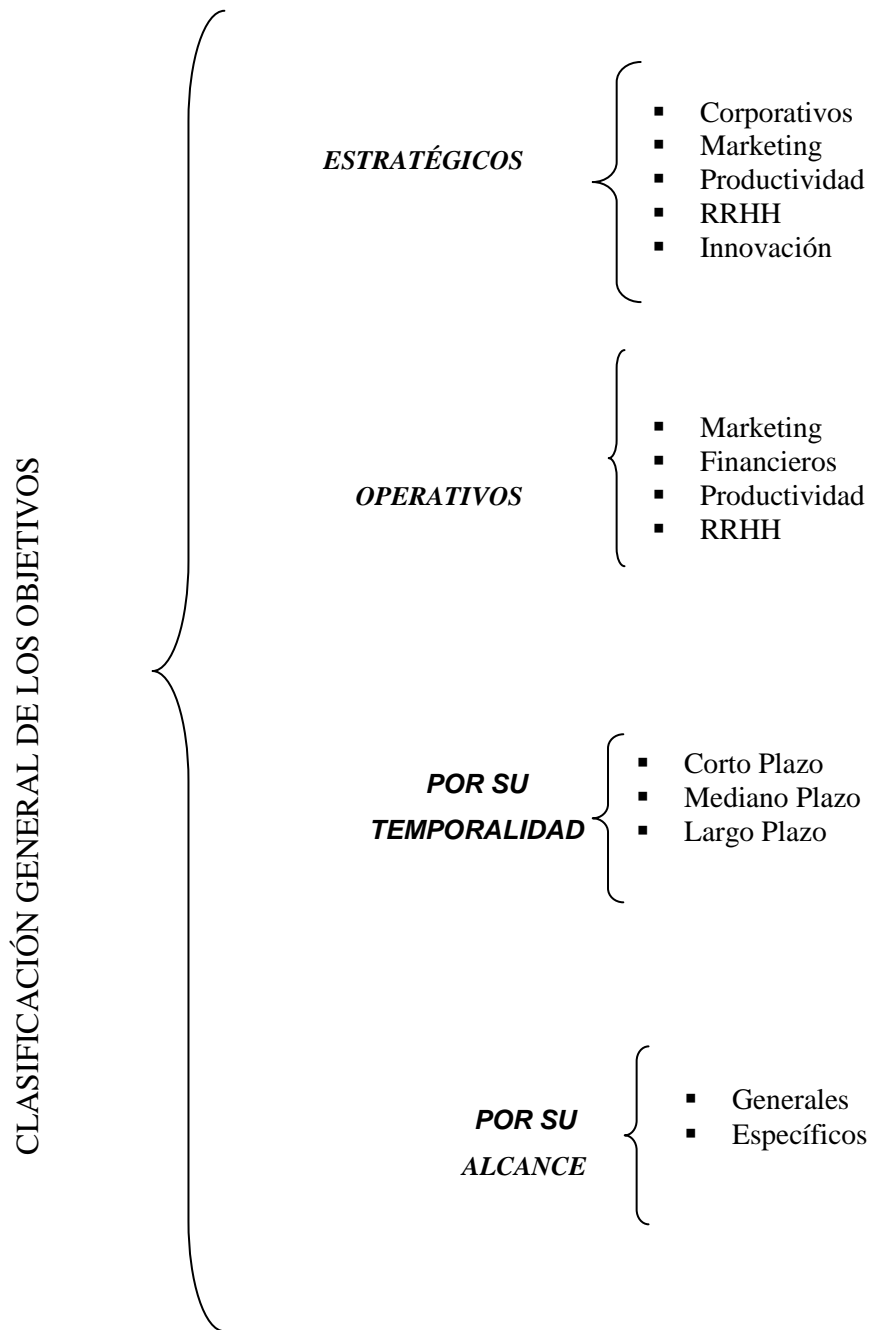 CLASIFICACIÓN GENERAL DE LOS OBJETIVOS
ESTRATÉGICOS
▪ Corporativos
▪ Marketing
▪ Productividad
▪ RRHH
▪ Innovación
OPERATIVOS
▪ Marketing
▪ Financieros
▪ Productividad
▪ RRHH
POR SU
TEMPORALIDAD
▪ Corto Plazo
▪ Mediano Plazo
▪ Largo Plazo
POR SU
ALCANCE
▪ Generales
▪ Específicos